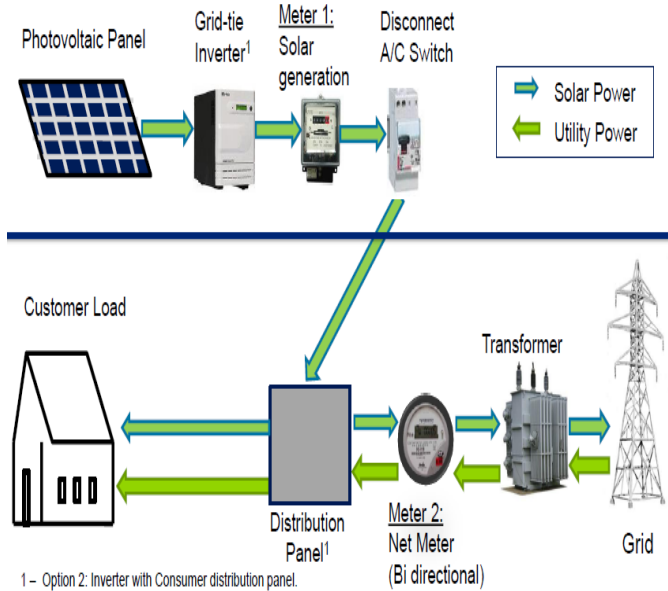 Photovoltaic Panel
Grid-tie
Inverter1
Meter 1:
Solar
generation
Disconnect
A/C Switch
Solar Power
Utility Power
Customer Load
Transformer
Distribution
Panel1
Meter 2:
Net Meter
(Bi directional)
Grid
1 – Option 2: Inverter with Consumer distribution panel.